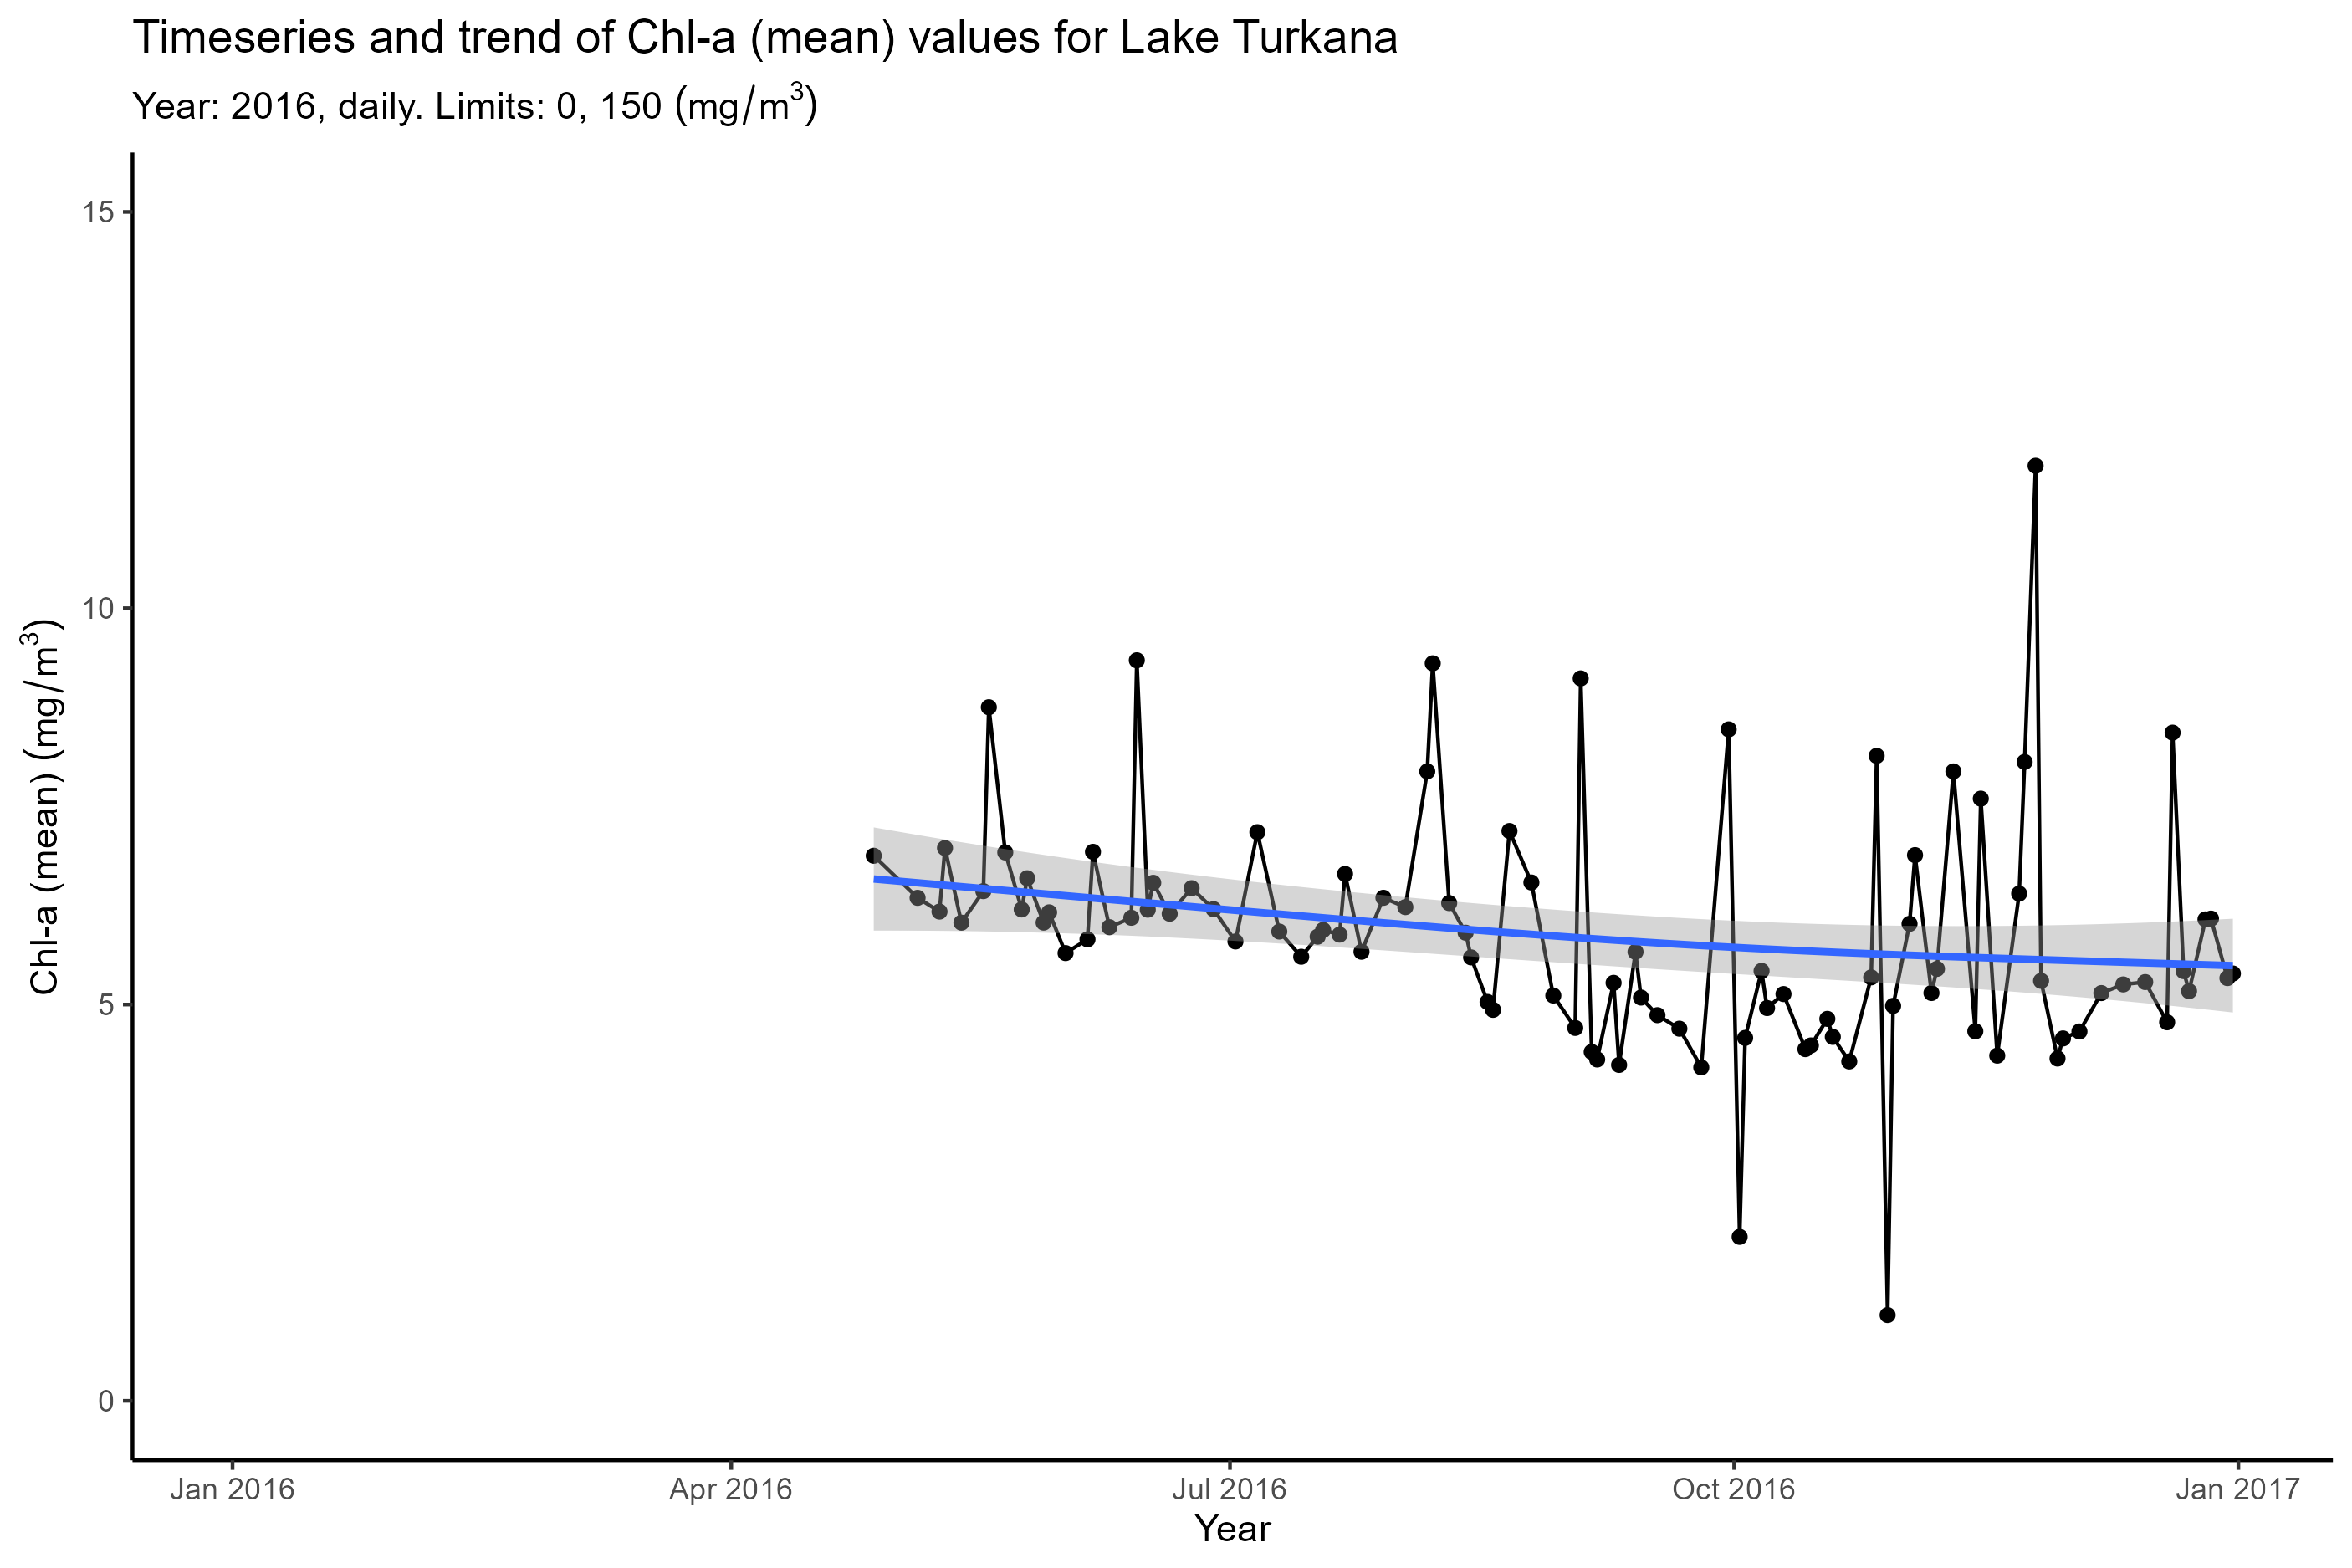 Timeseries and trend of Chl-a (mean) values for Lake Turkana
Year: 2016, daily. Limits: 0, 150 (mg/m³)
15
10
5
0
Chl-a (mean) (mg/m³)
Jan 2016
Apr 2016
Jul 2016
Oct 2016
Jan 2017
Year